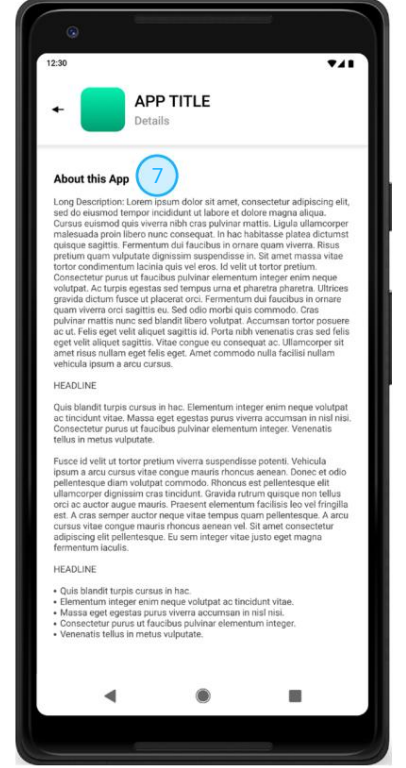 12:30
APP TITLE
Details
About this App 7
Long Description: Lorem ipsum dolor sit amet, consectetur adipiscing elit,
sed do eiusmod tempor incididunt ut labore et dolore magna aliqua.
Cursus euismod quis viverra nibh cras pulvinar mattis. Ligula ullamcorper
malesuada proin libero nunc consequat. In hac habitasse platea dictumst
quisque sagittis. Fermentum dui faucibus in ornare quam viverra. Risus
pretium quam vulputate dignissim suspendisse in. Sit amet massa vitae
tortor condimentum lacinia quis vel eros. Id velit ut tortor pretium.
Consectetur purus ut faucibus pulvinar elementum integer enim neque
volutpat. Ac turpis egestas sed tempus urna et pharetra pharetra. Ultrices
gravida dictum fusce ut placerat orci. Fermentum dui faucibus in ornare
quam viverra orci sagittis eu. Sed odio morbi quis commodo. Cras
pulvinar mattis nunc sed blandit libero volutpat. Accumsan tortor posuere
ac ut. Felis eget velit aliquet sagittis id. Porta nibh venenatis cras sed felis
eget velit aliquet sagittis. Vitae congue eu consequat ac. Ullamcorper sit
amet risus nullam eget felis eget. Amet commodo nulla facilisi nullam
vehicula ipsum a arcu cursus.
HEADLINE
Quis blandit turpis cursus in hac. Elementum integer enim neque volutpat
ac tincidunt vitae. Massa eget egestas purus viverra accumsan in nisl nisi.
Consectetur purus ut faucibus pulvinar elementum integer. Venenatis
tellus in metus vulputate.
Fusce id velit ut tortor pretium viverra suspendisse potenti. Vehicula
ipsum a arcu cursus vitae congue mauris rhoncus aenean. Donec et odio
pellentesque diam volutpat commodo. Rhoncus est pellentesque elit
ullamcorper dignissim cras tincidunt. Gravida rutrum quisque non tellus
orci ac auctor augue mauris. Praesent elementum facilisis leo vel fringilla
est. A cras semper auctor neque vitae tempus quam pellentesque. A arcu
cursus vitae congue mauris rhoncus aenean vel. Sit amet consectetur
adipiscing elit pellentesque. Eu sem integer vitae justo eget magna
fermentum iaculis.
HEADLINE
• Quis blandit turpis cursus in hac.
• Elementum integer enim neque volutpat ac tincidunt vitae.
• Massa eget egestas purus viverra accumsan in nisl nisi.
• Consectetur purus ut faucibus pulvinar elementum integer.
• Venenatis tellus in metus vulputate.